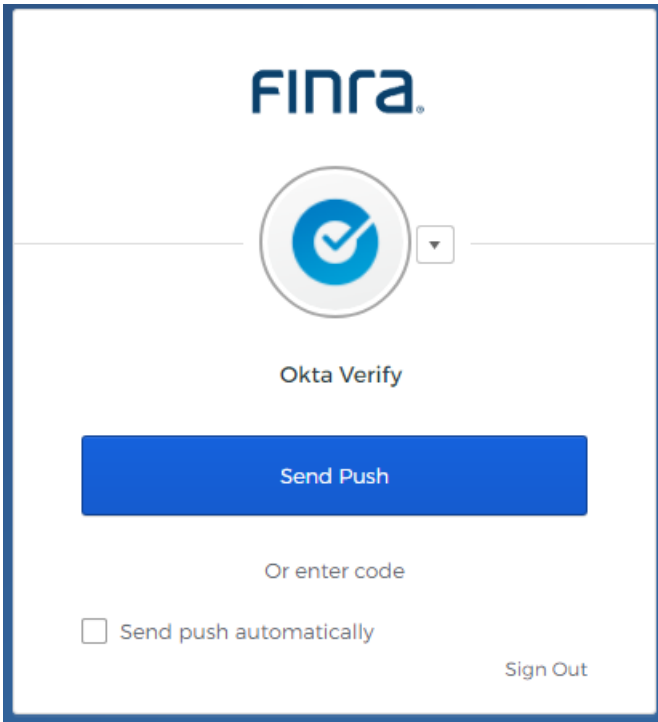 FINRA®
Okta Verify
Send Push
Or enter code
Send push automatically
Sign Out